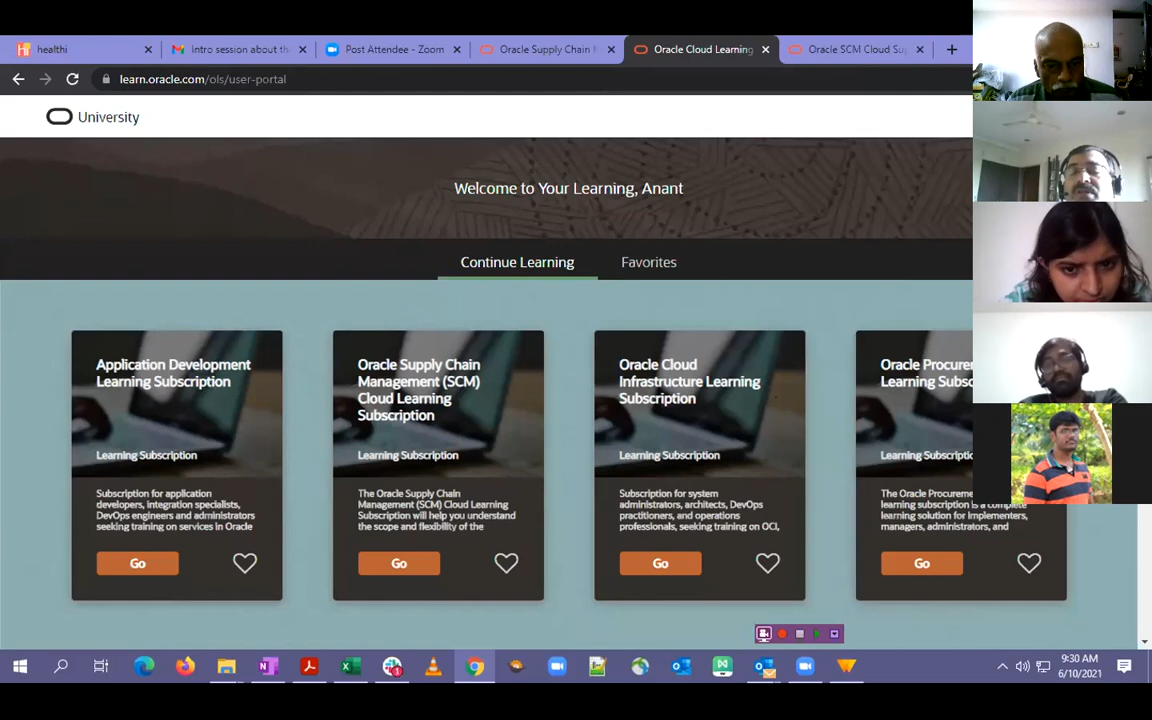 healthi
Intro session about th
Post Attendee - Zoom
Oracle Supply Chain
Oracle Cloud Learning
Oracle SCM Cloud Su
learn.oracle.com/ols/user-portal
University
Welcome to Your Learning, Anant
Continue Learning
Favorites
Application Development
Learning Subscription
Learning Subscription
Subscription for application
developers, integration specialists,
DevOps engineers and administrators
seeking training on services in Oracle
Go
Oracle Supply Chain
Management (SCM)
Cloud Learning
Subscription
Learning Subscription
The Oracle Supply Chain
Management (SCM) Cloud Learning
Subscription will help you understand
the scope and flexibility of the
Go
Oracle Cloud
Infrastructure Learning
Subscription
Learning Subscription
Subscription for system
administrators, architects, DevOps
practitioners, and operations
professionals, seeking training on OCI,
Go
Oracle Procurem
Learning Subsc
Learning Subscriptio
The Oracle Procureme
learning subscription is a complete
learning solution for implementers,
managers, administrators, and
Go
9:30 AM
6/10/2021